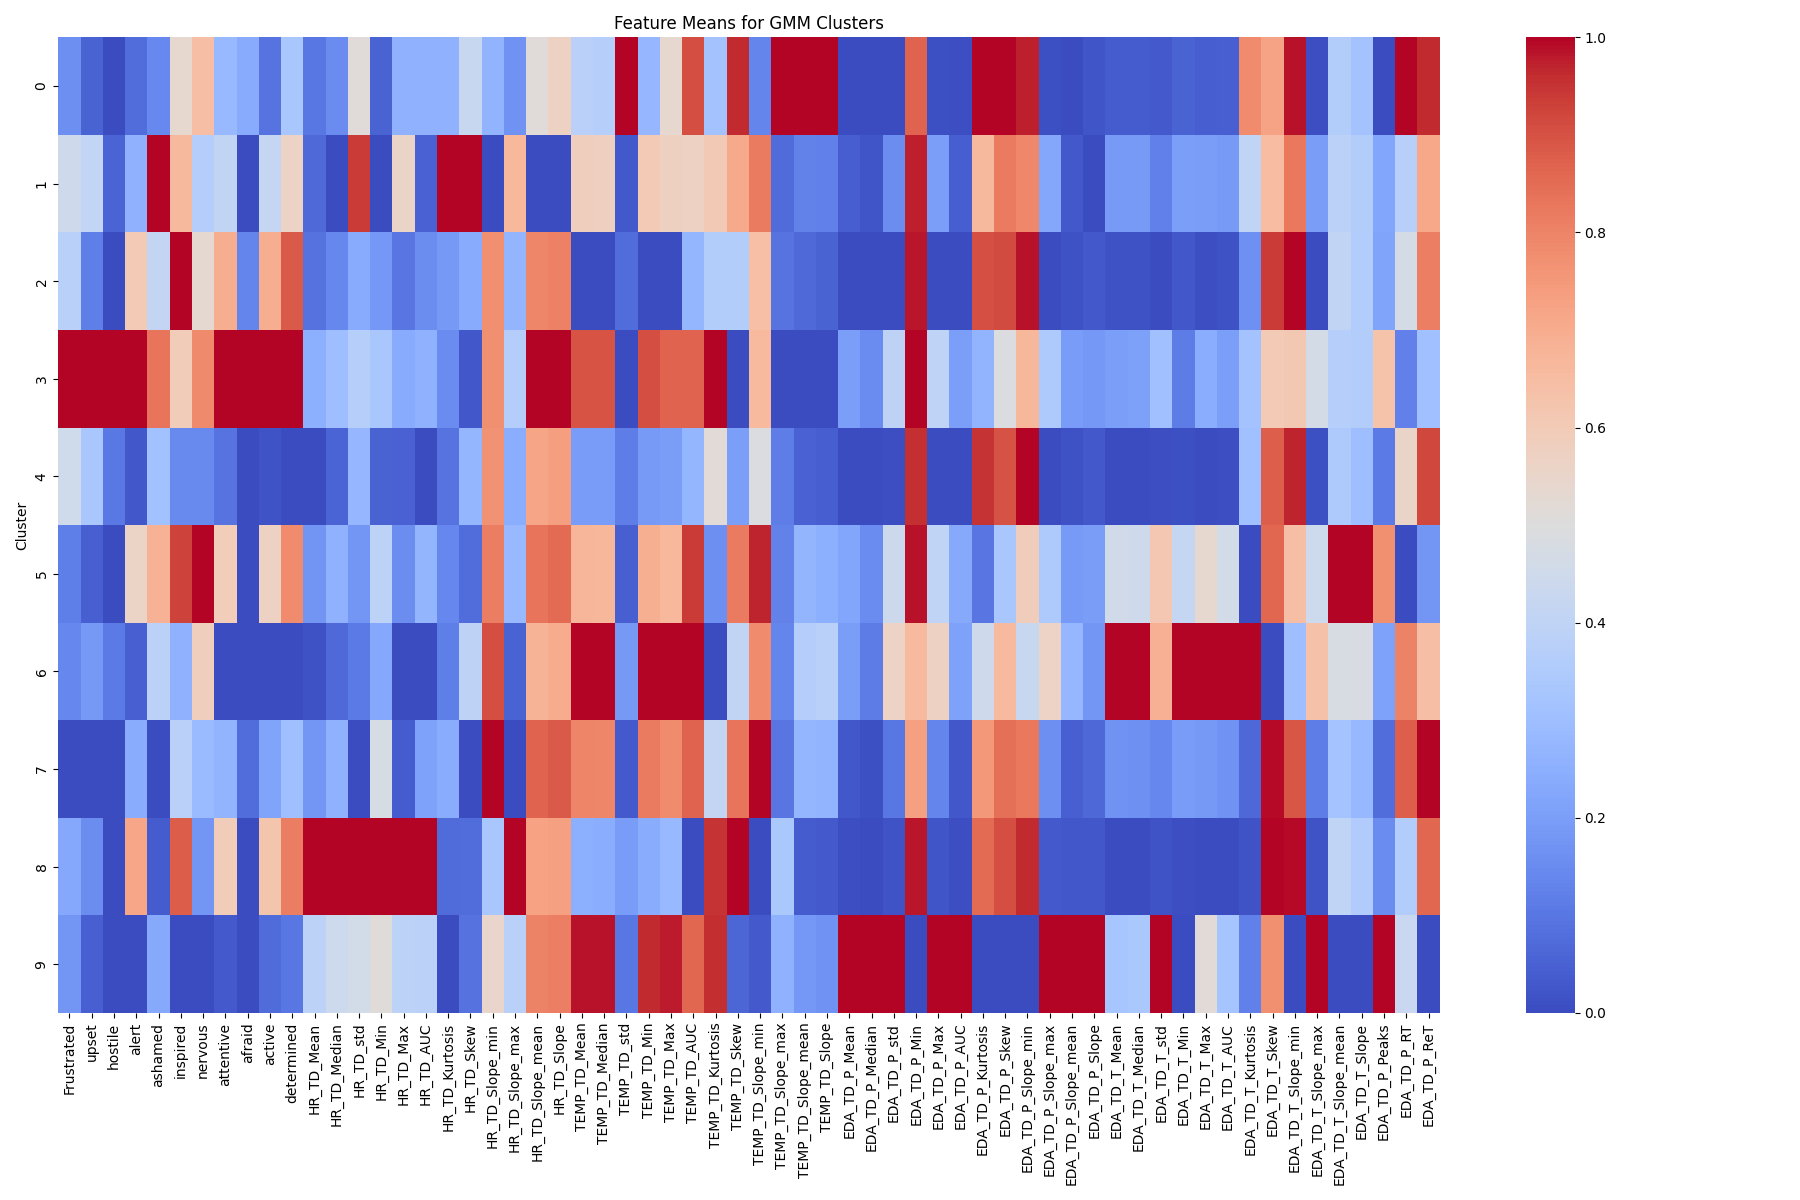 Feature Means for GMM Clusters
Cluster
0
1
2
3
4
5
6
7
8
9
Frustrated
upset
hostile
alert
ashamed
inspired
nervous
attentive
afraid
active
determined
HR_TD_Mean
HR_TD_Median
HR_TD_std
HR_TD_Min
HR_TD_Max
HR_TD_AUC
HR_TD_Kurtosis
HR_TD_Skew
HR_TD_Slope_min
HR_TD_Slope_max
HR_TD_Slope_mean
HR_TD_Slope
TEMP_TD_Mean
TEMP_TD_Median
TEMP_TD_std
TEMP_TD_Min
TEMP_TD_Max
TEMP_TD_AUC
TEMP_TD_Kurtosis
TEMP_TD_Skew
TEMP_TD_Slope_min
TEMP_TD_Slope_max
TEMP_TD_Slope_mean
TEMP_TD_Slope
EDA_TD_P_Mean
EDA_TD_P_Median
EDA_TD_P_std
EDA_TD_P_Min
EDA_TD_P_Max
EDA_TD_P_AUC
EDA_TD_P_Kurtosis
EDA_TD_P_Skew
EDA_TD_P_Slope_min
EDA_TD_P_Slope_max
EDA_TD_P_Slope_mean
EDA_TD_P_Slope
EDA_TD_T_Mean
EDA_TD_T_Median
EDA_TD_T_std
EDA_TD_T_Min
EDA_TD_T_Max
EDA_TD_T_AUC
EDA_TD_T_Kurtosis
EDA_TD_T_Skew
EDA_TD_T_Slope_min
EDA_TD_T_Slope_max
EDA_TD_T_Slope_mean
EDA_TD_T_Slope
EDA_TD_P_Peaks
EDA_TD_P_RT
EDA_TD_P_ReT
1.0
0.8
0.6
0.4
0.2
0.0